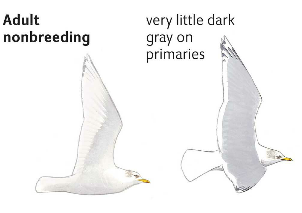 Adult
nonbreeding
very little dark
gray on
primaries